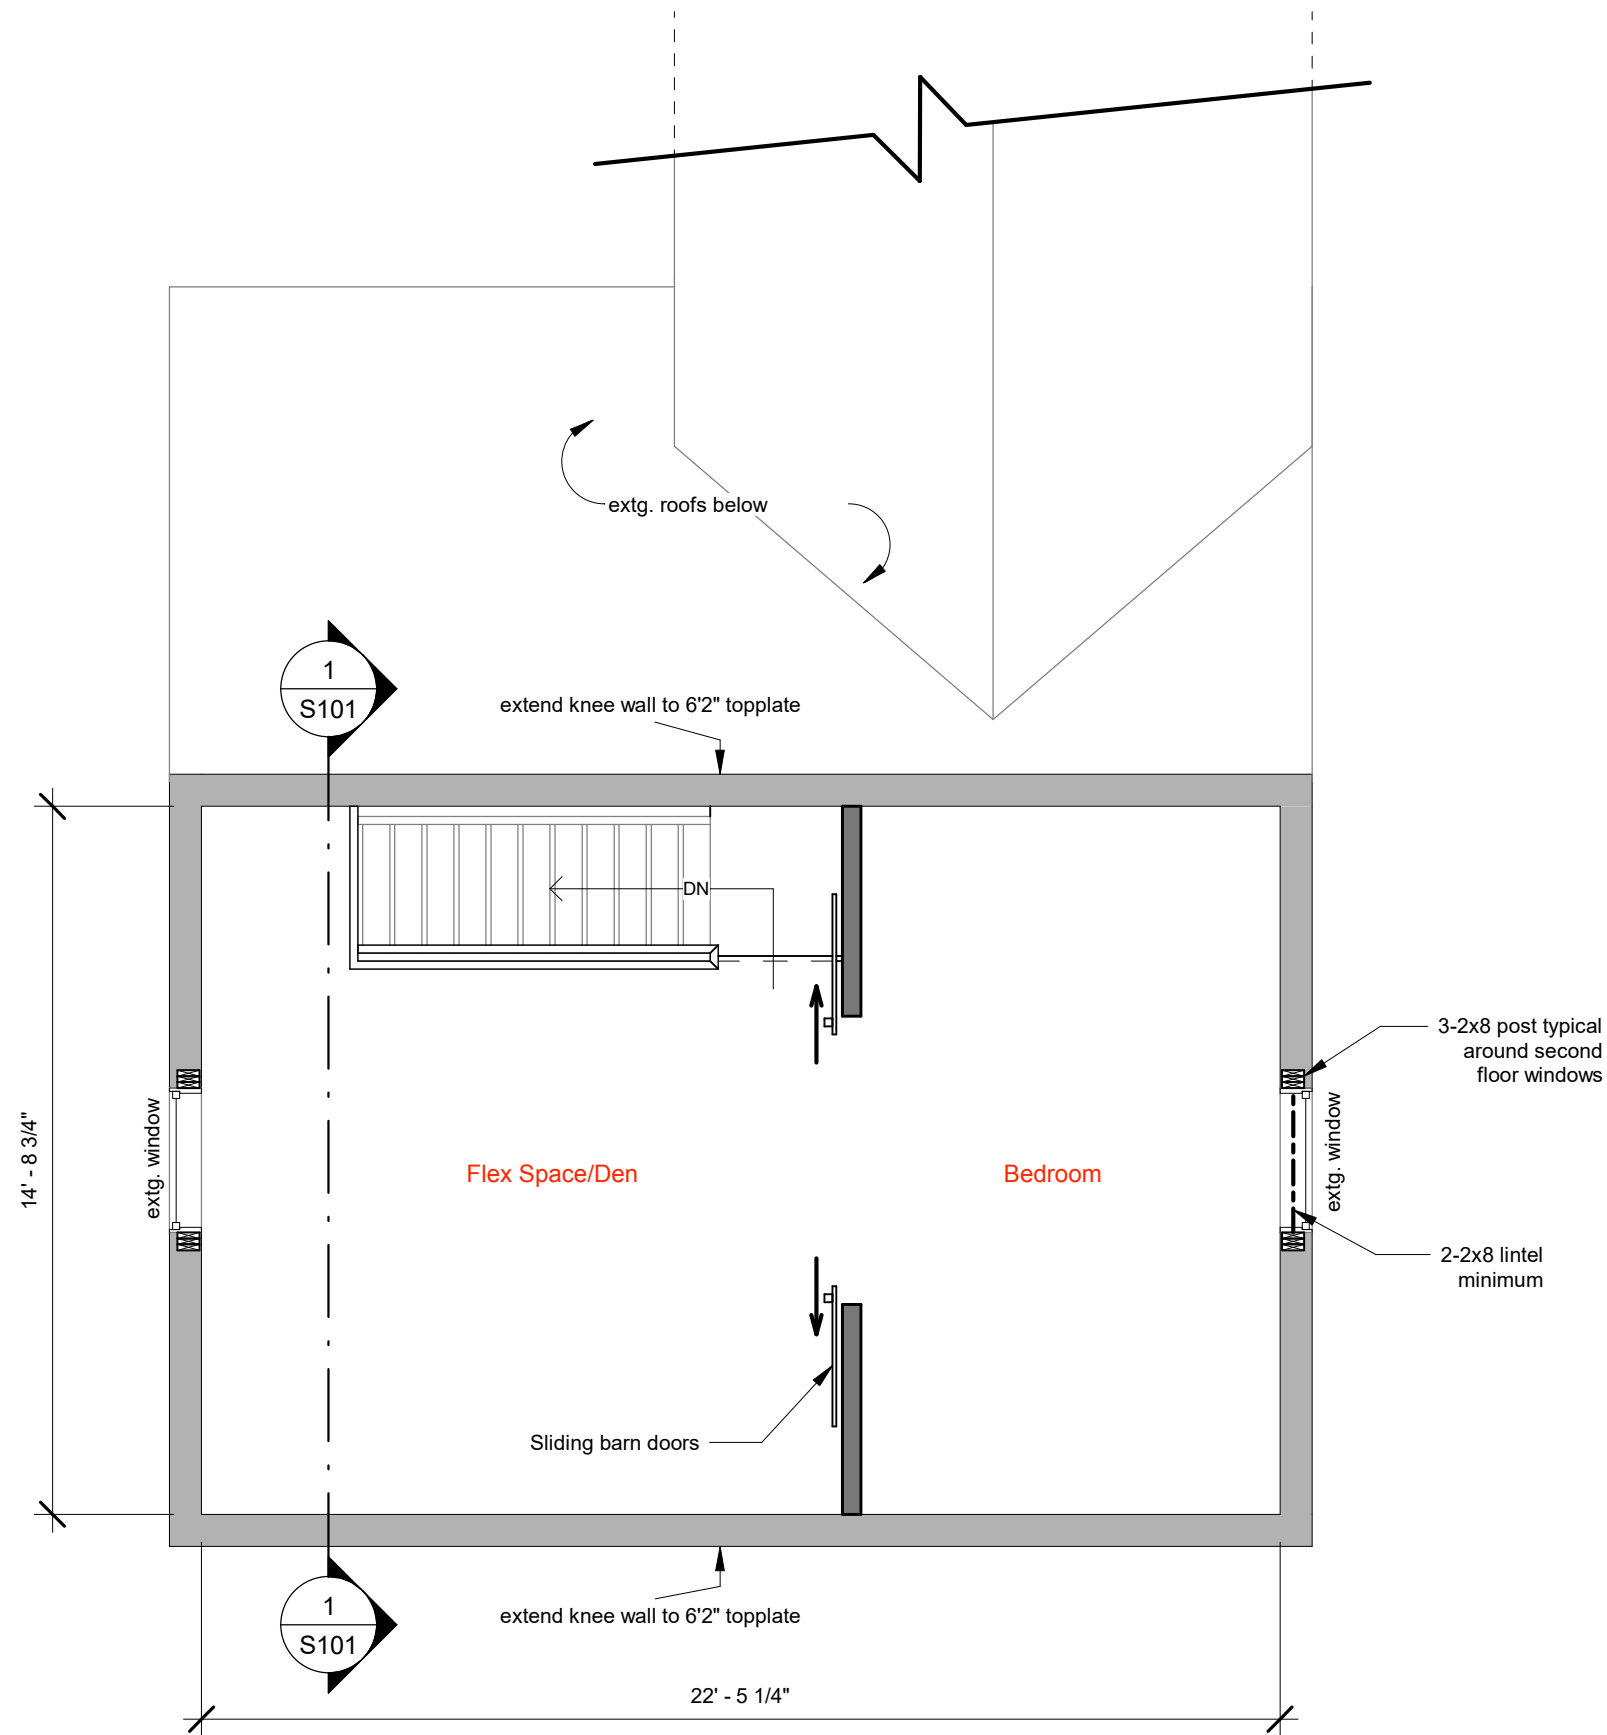 extg. roofs below
1
S101
extend knee wall to 6'2" topplate
DN
3-2x8 post typical
around second
floor windows
14' - 8 3/4"
extg. window
Flex Space/Den
Bedroom
extg. window
2-2x8 lintel
minimum
Sliding barn doors
1
S101
extend knee wall to 6'2" topplate
22' - 5 1/4"